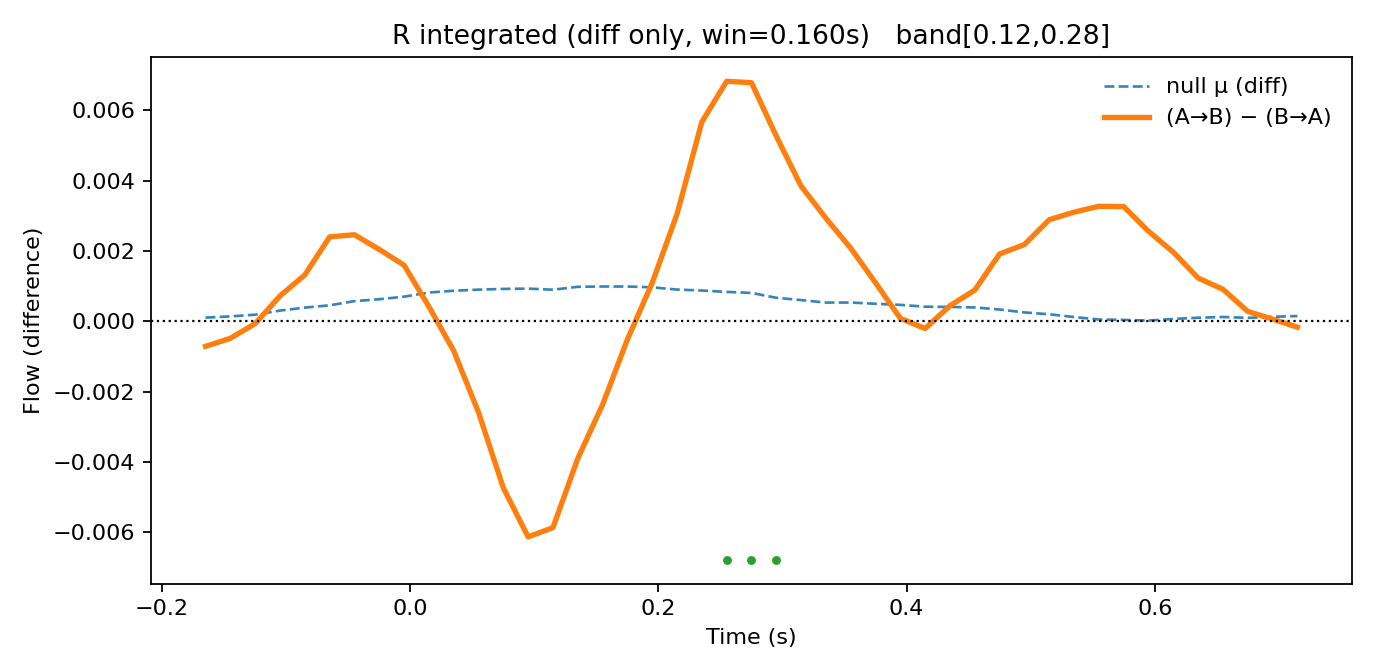 R integrated (diff only, win=0.160s)   band[0.12,0.28]
null μ (diff)
(A→B) − (B→A)
0.006
0.004
0.002
0.000
−0.002
−0.004
−0.006
Flow (difference)
−0.2
0.0
0.2
0.4
0.6
Time (s)